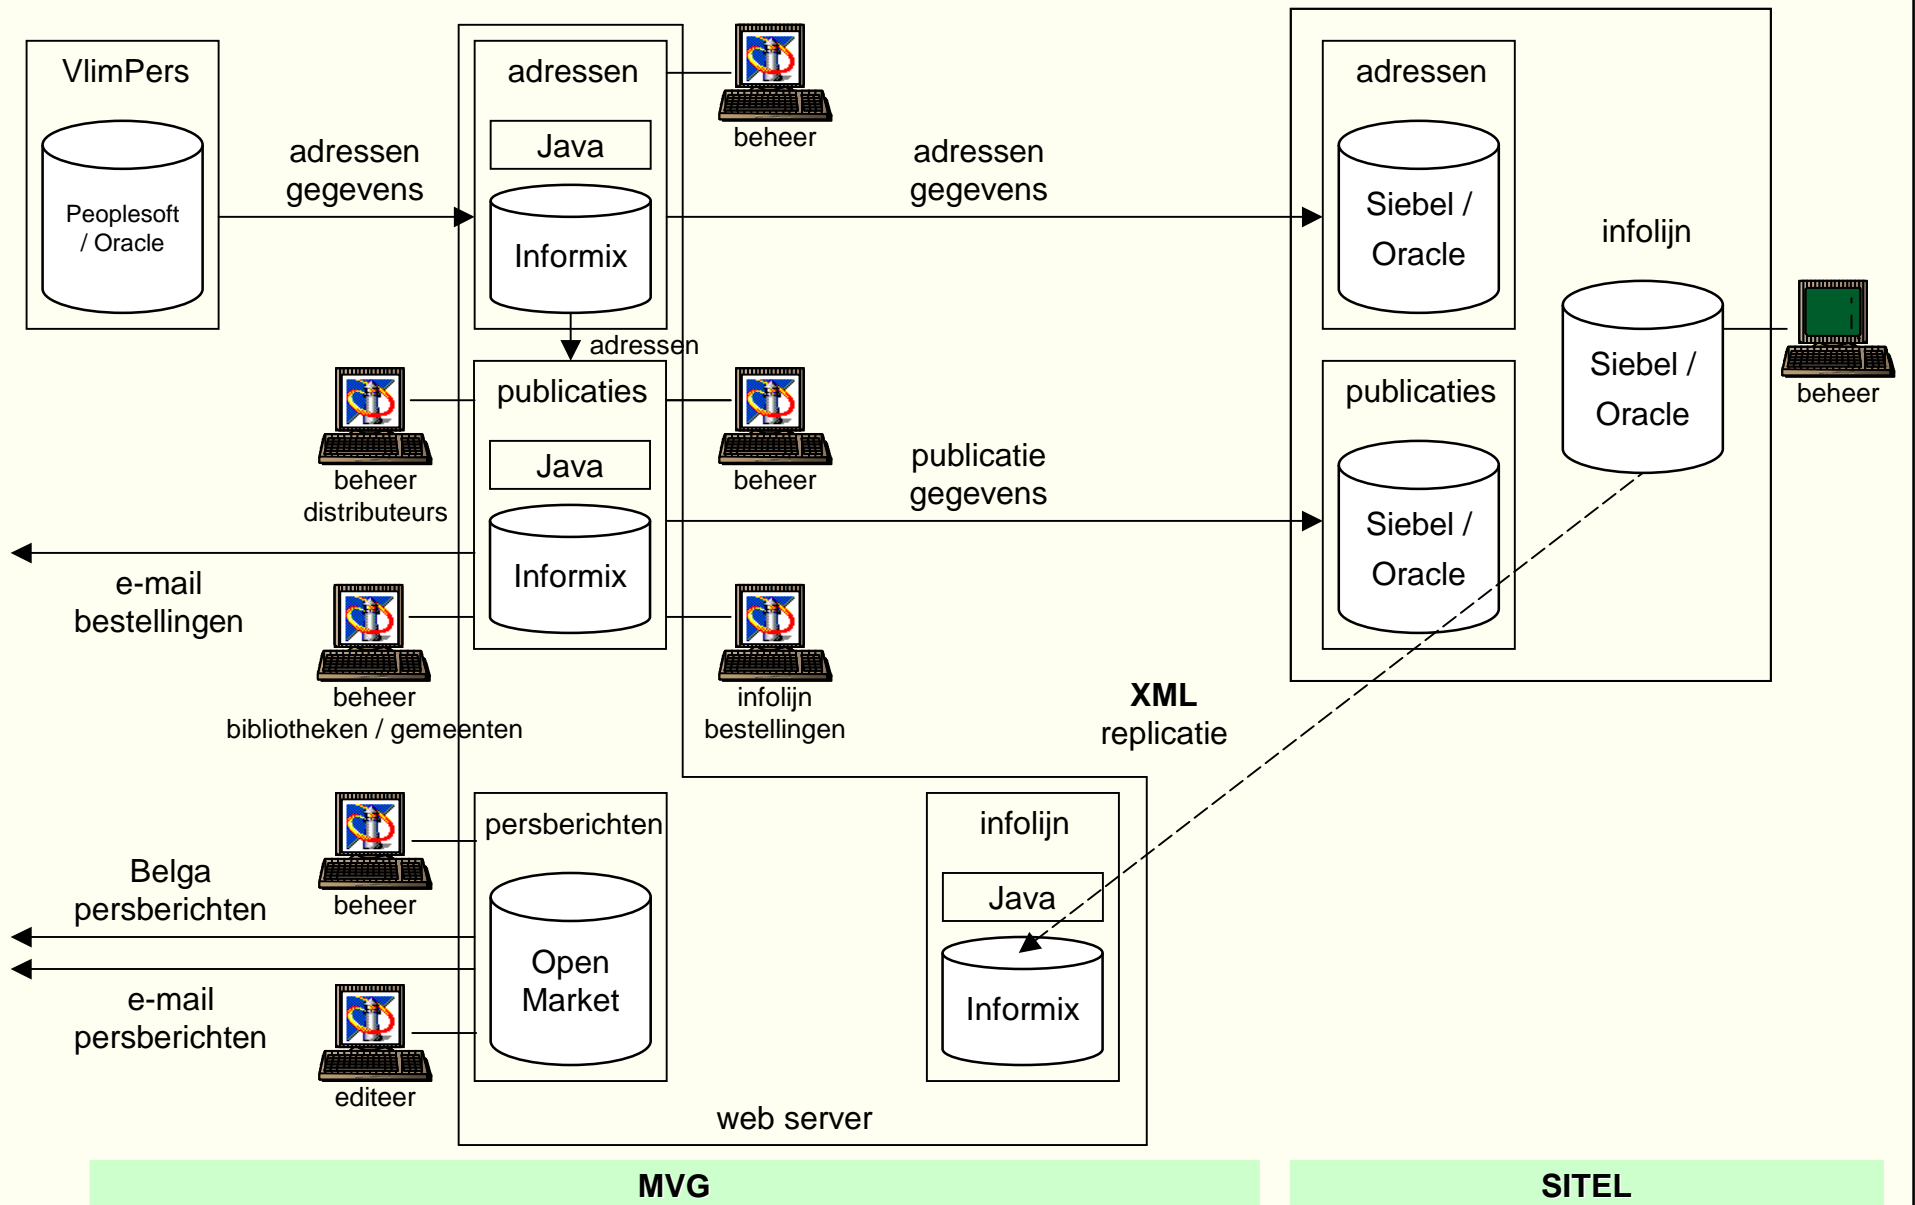 VlimPers
Peoplesoft
/ Oracle
adressen
gegevens
adressen
Java
Informix
beheer
adressen
gegevens
adressen
Siebel /
Oracle
infolijn
Siebel /
Oracle
beheer
adressen
publicaties
Java
Informix
beheer
distributeurs
beheer
publicatie
gegevens
publicaties
Siebel /
Oracle
e-mail
bestellingen
beheer
bibliotheken / gemeenten
infolijn
bestellingen
XML
replicatie
persberichten
Open
Market
beheer
Belga
persberichten
e-mail
persberichten
editeer
infolijn
Java
Informix
web server
MVG
SITEL